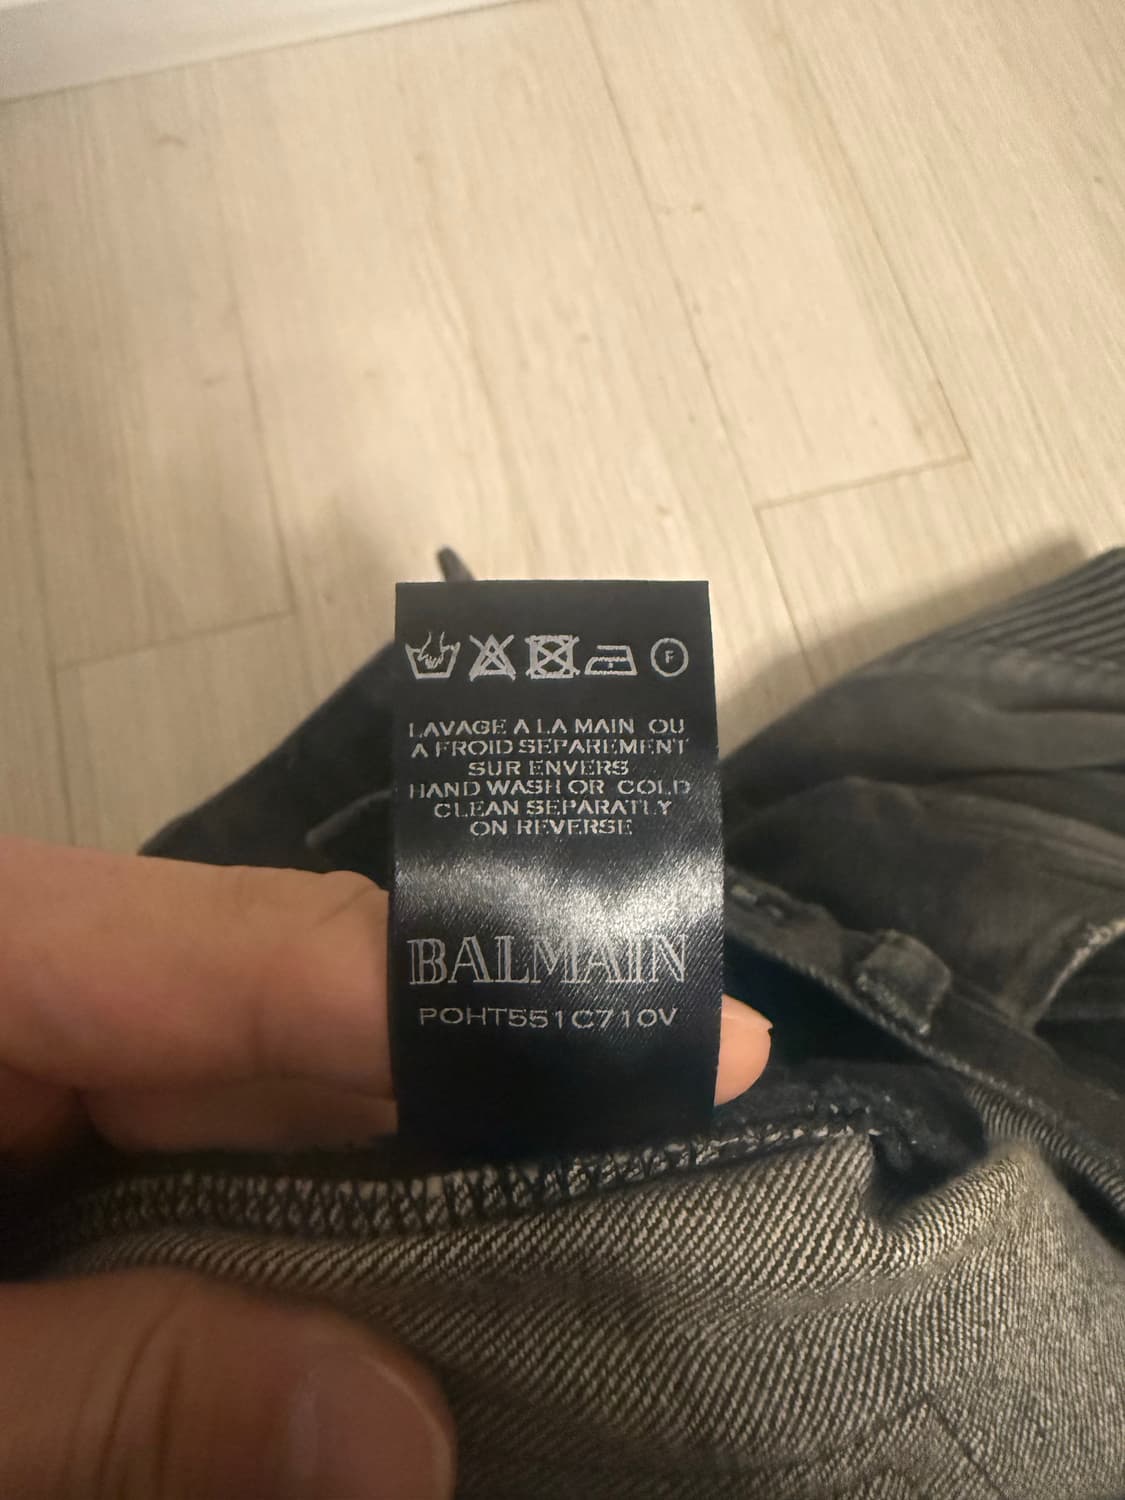 F
LAVAGE A LA MAIN OU
A FROID SEPAREMENT
SUR ENVERS
HAND WASH OR COLD
CLEAN SEPARATLY
ON REVERSE
BALMAIN
POHT551C710V